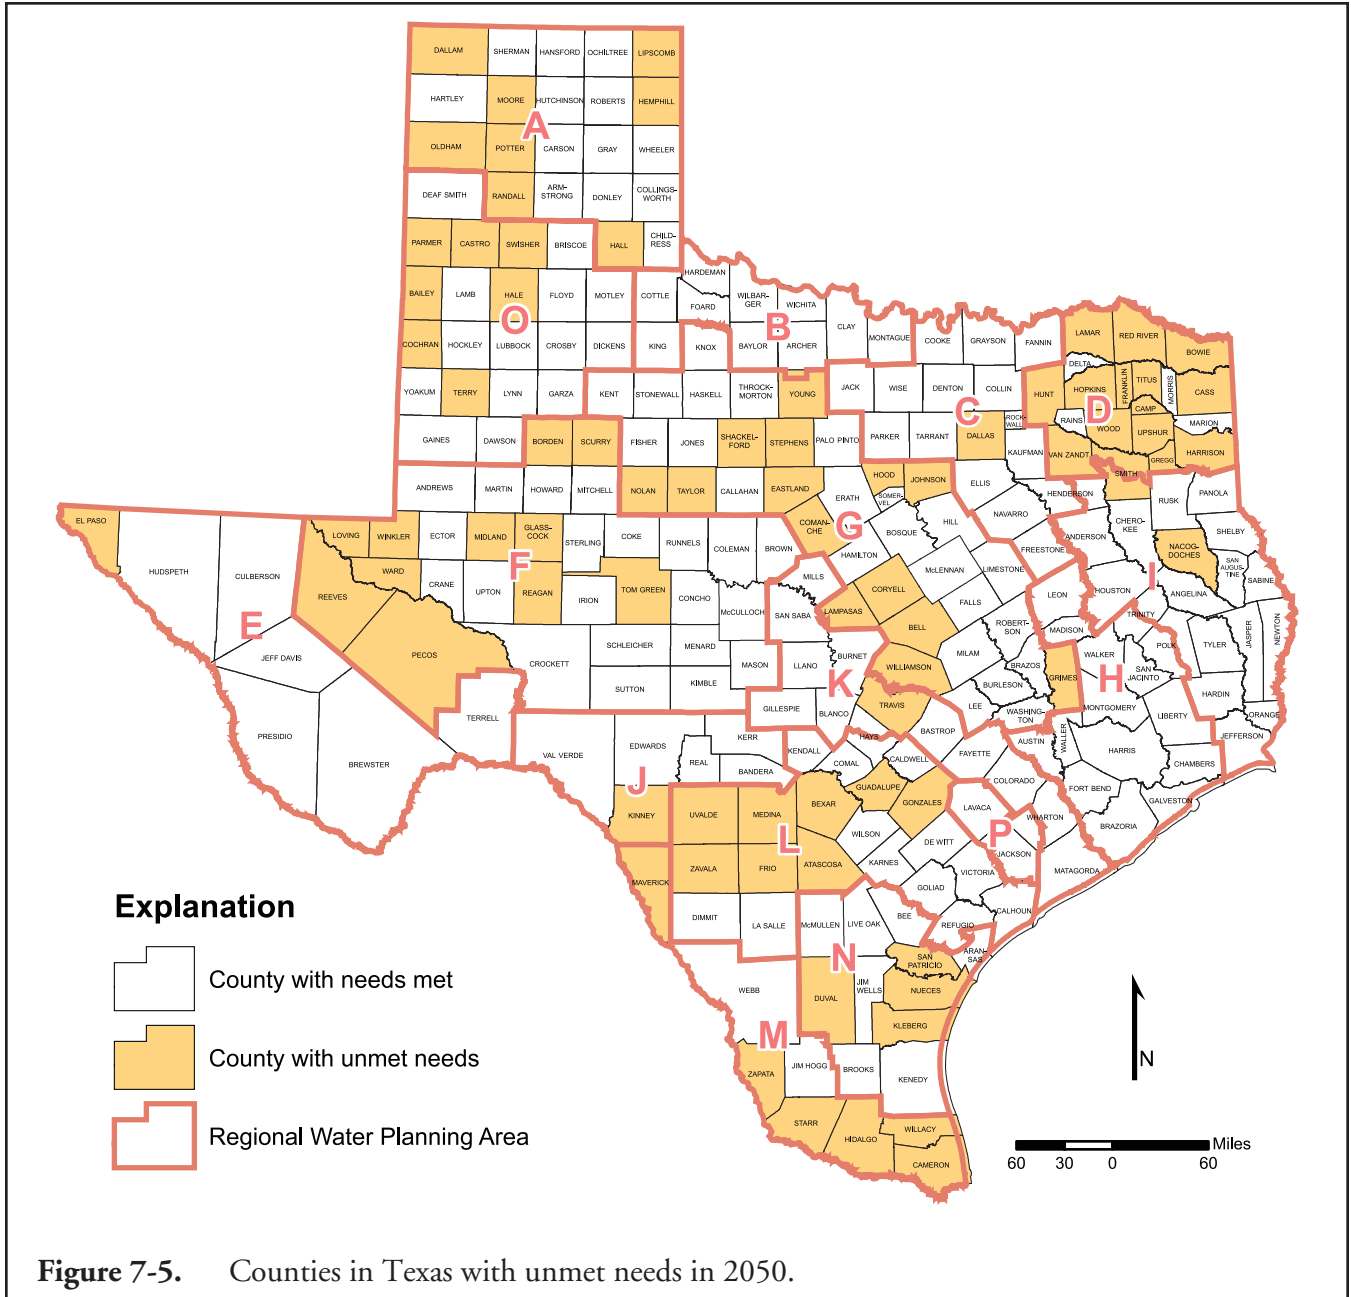 DALLAM SHERMAN HANSFORD OCHILTREE LIPSCOMB
HARTLEY MOORE HUTCHINSON ROBERTS HEMPHILL
A
OLDHAM POTTER CARSON GRAY WHEELER
DEAF SMITH RANDALL ARM-
STRONG DONLEY COLLINGS-
WORTH
PARMER CASTRO SWISHER BRISCOE HALL CHILD-
RESS
BAILEY LAMB HALE FLOYD MOTLEY COTTLE HARDEMAN
FOARD WILBAR-
GER WICHITA
O
B
CLAY MONTAGUE COOKE GRAYSON FANNIN LAMAR RED RIVER BOWIE
COCHRAN HOCKLEY LUBBOCK CROSBY DICKENS KING KNOX BAYLOR ARCHER
DELTA HOPKINS FRANKLIN TITUS MORRIS CASS
YOAKUM TERRY LYNN GARZA KENT STONEWALL HASKELL THROCK-
MORTON YOUNG JACK WISE DENTON COLLIN HUNT
C
D
RAINS WOOD CAMP UPSHUR MARION
GAINES DAWSON BORDEN SCURRY FISHER JONES SHACKEL-
FORD STEPHENS PALO PINTO PARKER TARRANT DALLAS ROCK-
WALL KAUFMAN VAN ZANDT GREGG HARRISON
ANDREWS MARTIN HOWARD MITCHELL NOLAN TAYLOR CALLAHAN EASTLAND ERATH HOOD JOHNSON SOMER-
VEL ELLIS HENDERSON SMITH RUSK PANOLA
EL PASO HUDSPETH CULBERSON LOVING WINKLER ECTOR MIDLAND GLASS-
COCK STERLING COKE RUNNELS COLEMAN BROWN COMAN-
CHE
G
BOSQUE HILL NAVARRO ANDERSON CHERO-
KEE NACOG-
DOCHES SHELBY
WARD CRANE UPTON REAGAN IRION TOM GREEN CONCHO McCULLOCH
F
MILLS HAMILTON McLENNAN LIMESTONE FREESTONE SAN
AUGUS-
TINE SABINE
REEVES PECOS
E
JEFF DAVIS PRESIDIO BREWSTER TERRELL CROCKETT SCHLEICHER MENARD SUTTON KIMBLE MASON
SAN SABA LAMPASAS CORYELL BELL FALLS LEON HOUSTON ANGELINA
I
TRINITY
LLANO BURNET WILLIAMSON MILAM ROBERT-
SON MADISON WALKER POLK TYLER JASPER NEWTON
K
GILLESPIE BLANCO TRAVIS LEE BURLESON BRAZOS GRIMES SAN
JACINTO HARDIN
H
MONTGOMERY LIBERTY ORANGE JEFFERSON
VAL VERDE EDWARDS REAL KERR BANDERA KENDALL COMAL HAYS CALDWELL BASTROP FAYETTE WASHING-
TON AUSTIN WALLER HARRIS CHAMBERS
J
KINNEY UVALDE MEDINA BEXAR GUADALUPE GONZALES LAVACA COLORADO FORT BEND GALVESTON
L
WILSON DE WITT
P
JACKSON WHARTON BRAZORIA MATAGORDA
MAVERICK ZAVALA FRIO ATASCOSA KARNES GOLIAD VICTORIA CALHOUN
DIMMIT LA SALLE McMULLEN LIVE OAK BEE REFUGIO ARAN-
SAS
N
SAN
PATRICIO
WEBB DUVAL JIM
WELLS NUECES KLEBERG
M
ZAPATA JIM HOGG BROOKS KENEDY
STARR HIDALGO WILLACY CAMERON
Explanation
County with needs met
County with unmet needs
Regional Water Planning Area
N
Miles
60 30 0 60
Figure 7-5. Counties in Texas with unmet needs in 2050.